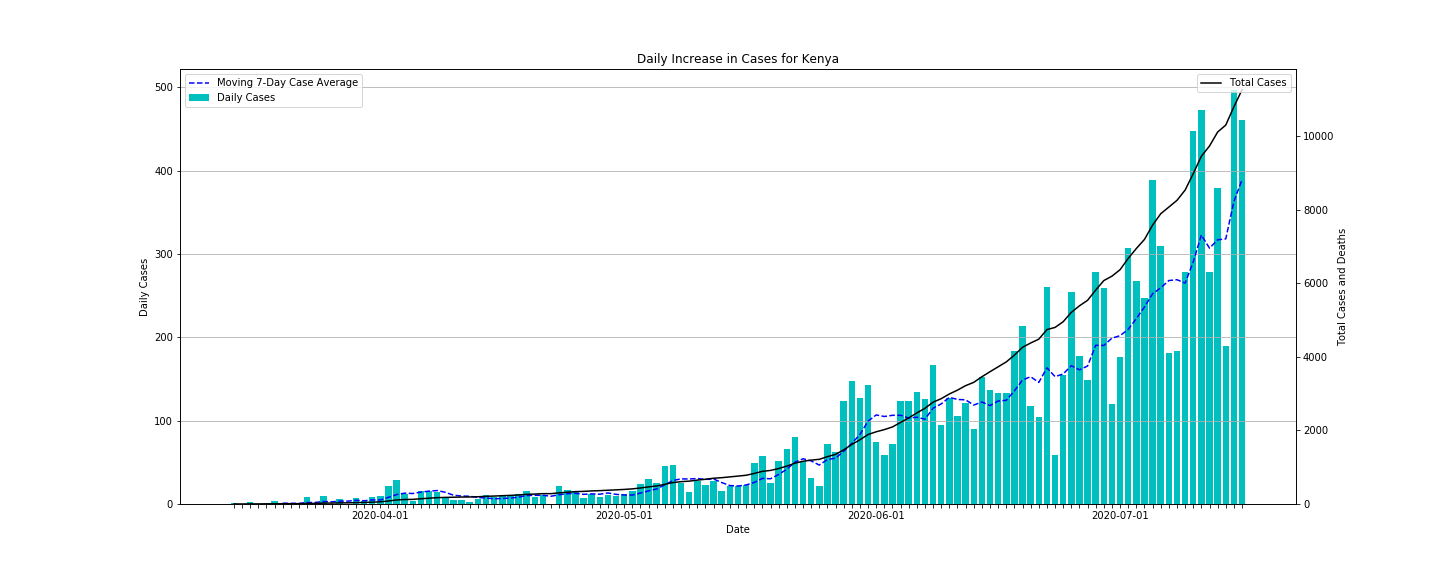 Daily Increase in Cases for Kenya
Moving 7-Day Case Average
Daily Cases
Total Cases
500
400
300
200
100
0
Daily Cases
10000
8000
6000
4000
2000
0
Total Cases and Deaths
2020-04-01
2020-05-01
2020-06-01
2020-07-01
Date